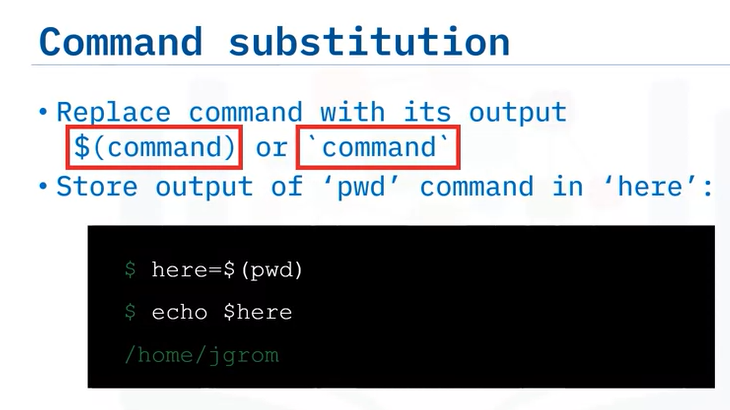 Command substitution
• Replace command with its output
$(command) or `command`
• Store output of ‘pwd’ command in ‘here’:
$ here=$(pwd)
$ echo $here
/home/jgrom